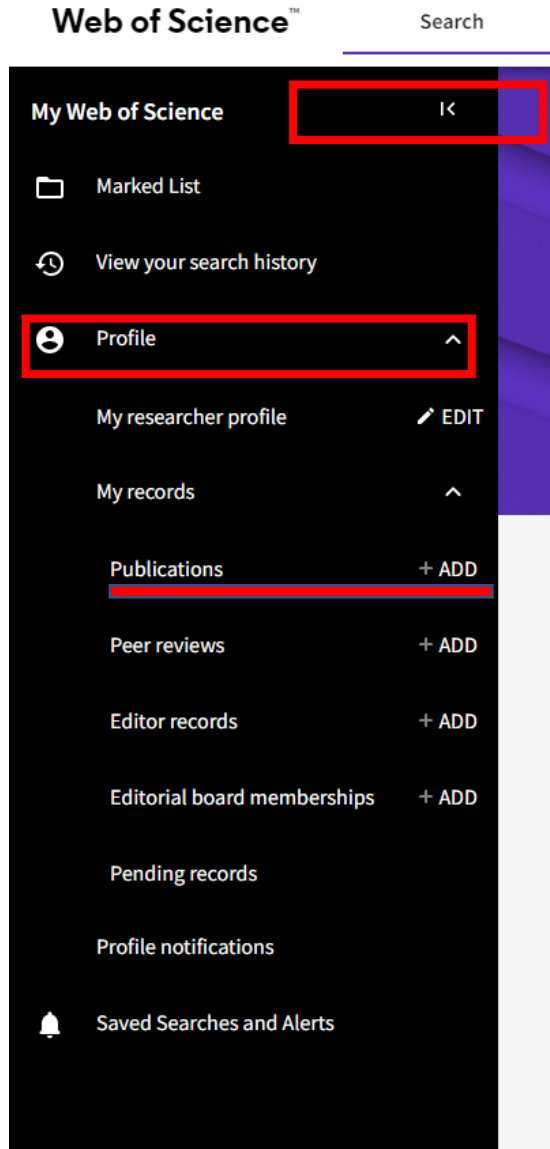 Web of Science™ Search
My Web of Science
Marked List
View your search history
Profile
My researcher profile EDIT
My records
Publications + ADD
Peer reviews + ADD
Editor records + ADD
Editorial board memberships + ADD
Pending records
Profile notifications
Saved Searches and Alerts